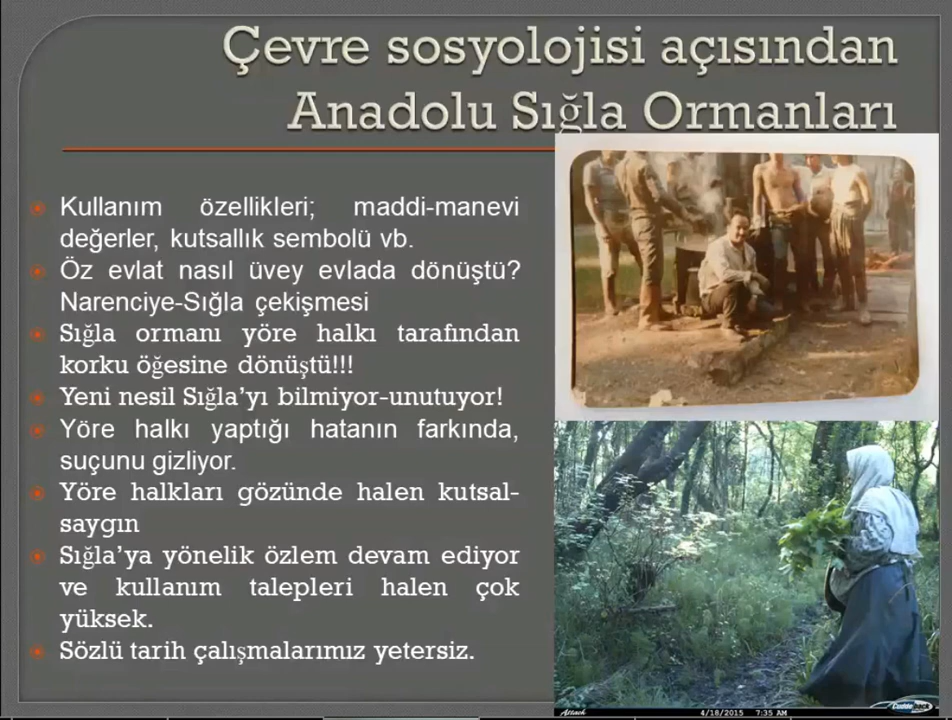 Çevre sosyolojisi açısından
Anadolu Sığla Ormanları
Kullanım özellikleri; maddi-manevi
değerler, kutsallık sembolü vb.
Öz evlat nasıl üvey evlada dönüştü?
Narenciye-Sığla çekişmesi
Sığla ormanı yöre halkı tarafından
korku öğesine dönüştü!!!
Yeni nesil Sığla’yı bilmiyor-unutuyor!
Yöre halkı yaptığı hatanın farkında,
suçunu gizliyor.
Yöre halkları gözünde halen kutsal-
saygın
Sığla’ya yönelik özlem devam ediyor
ve kullanım talepleri halen çok
yüksek.
Sözlü tarih çalışmalarımız yetersiz.
Attack 4/18/2015 7:35 AM Cuddeback